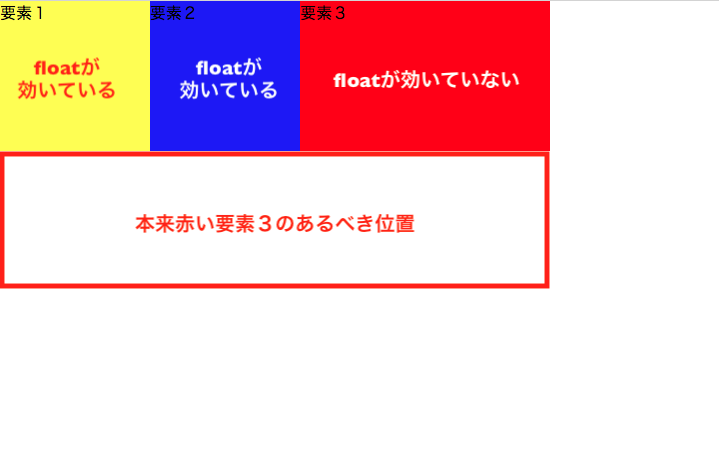 要素１
要素２
要素３
floatが
効いている
floatが
効いている
floatが効いていない
本来赤い要素３のあるべき位置